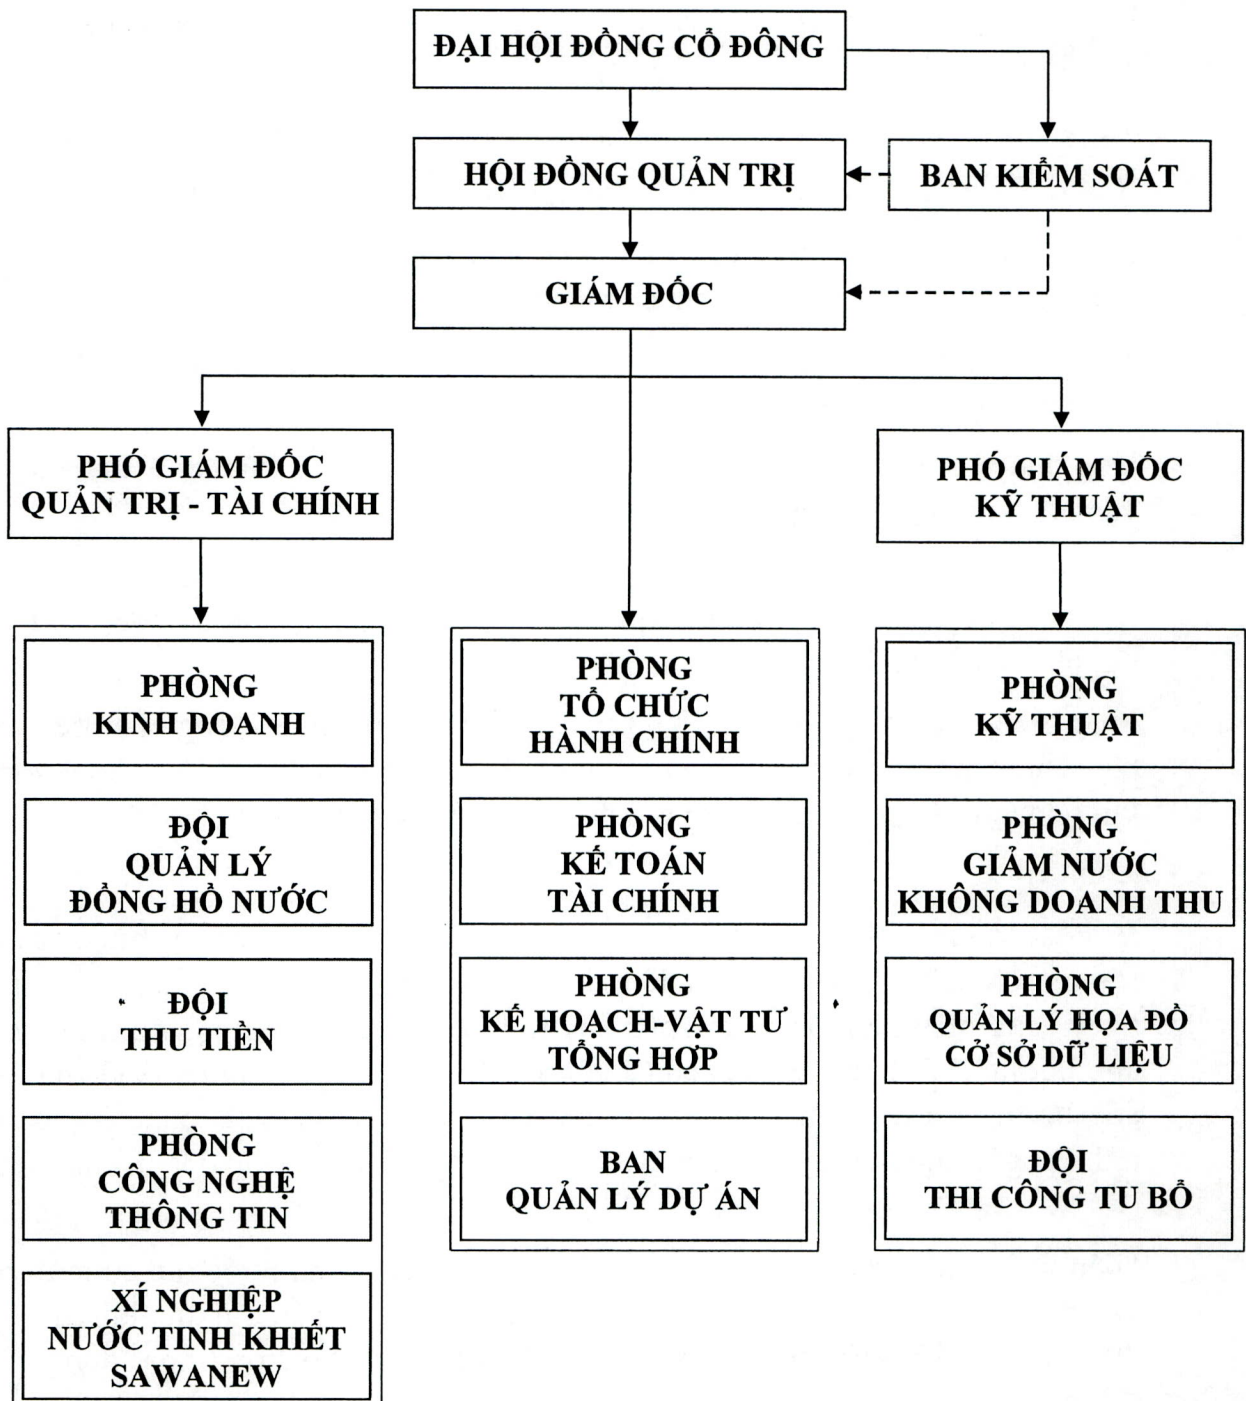 ĐẠI HỘI ĐỒNG CỔ ĐÔNG
HỘI ĐỒNG QUẢN TRỊ
BAN KIỂM SOÁT
GIÁM ĐỐC
PHÓ GIÁM ĐỐC
QUẢN TRỊ - TÀI CHÍNH
PHÓ GIÁM ĐỐC
KỸ THUẬT
PHÒNG
KINH DOANH
ĐỘI
QUẢN LÝ
ĐỒNG HỒ NƯỚC
ĐỘI
THU TIỀN
PHÒNG
CÔNG NGHỆ
THÔNG TIN
XÍ NGHIỆP
NƯỚC TINH KHIẾT
SAWANEW
PHÒNG
TỔ CHỨC
HÀNH CHÍNH
PHÒNG
KẾ TOÁN
TÀI CHÍNH
PHÒNG
KẾ HOẠCH-VẬT TƯ
TỔNG HỢP
BAN
QUẢN LÝ DỰ ÁN
PHÒNG
KỸ THUẬT
PHÒNG
GIẢM NƯỚC
KHÔNG DOANH THU
PHÒNG
QUẢN LÝ HỌA ĐỒ
CỞ SỞ DỮ LIỆU
ĐỘI
THI CÔNG TU BỔ